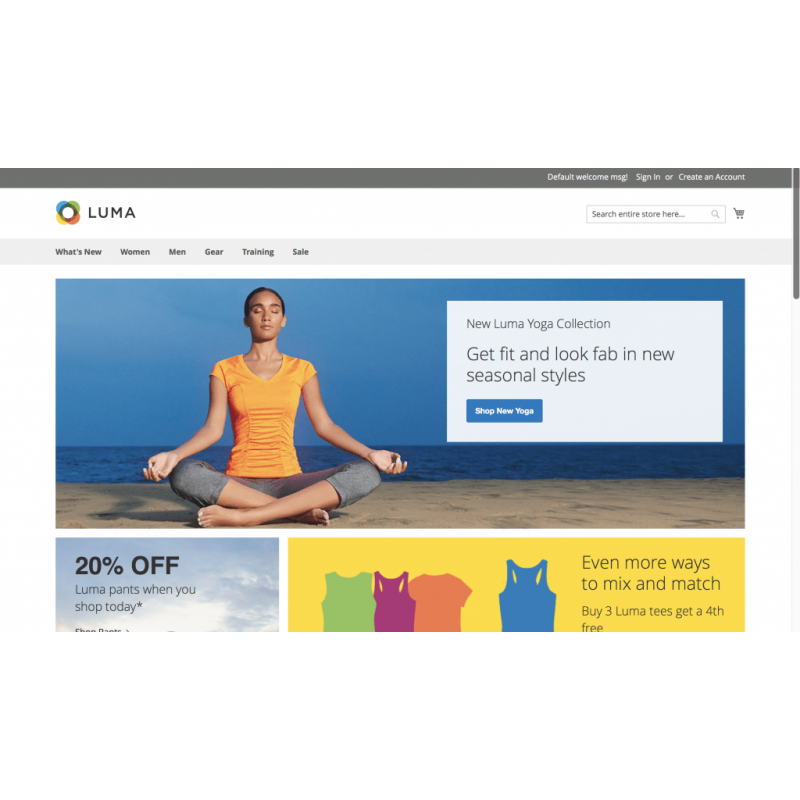 Default welcome msg! Sign In or Create an Account
LUMA
Search entire store here...
What's New Women Men Gear Training Sale
New Luma Yoga Collection
Get fit and look fab in new
seasonal styles
Shop New Yoga
20% OFF
Luma pants when you
shop today*
Shop Pants >
Even more ways
to mix and match
Buy 3 Luma tees get a 4th
free